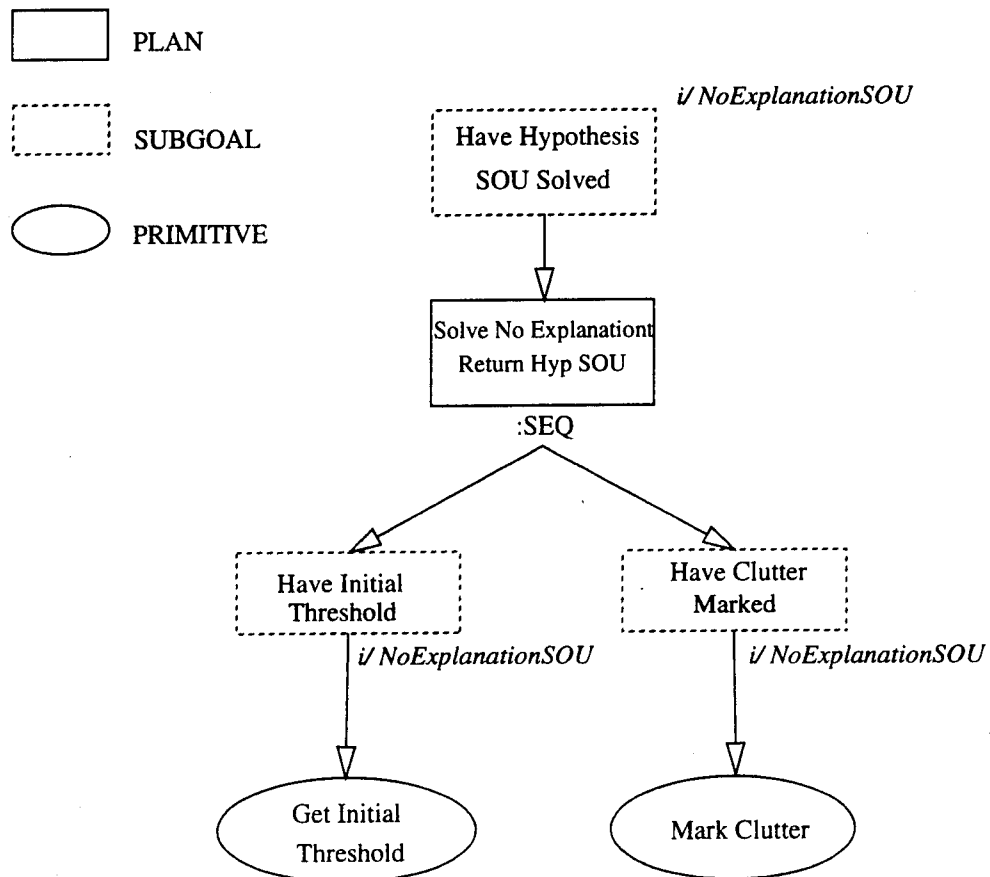 PLAN
SUBGOAL
PRIMITIVE
i/ NoExplanationSOU
Have Hypothesis
SOU Solved
Solve No Explanationt
Return Hyp SOU
:SEQ
Have Initial
Threshold
Have Clutter
Marked
i/ NoExplanationSOU
i/ NoExplanationSOU
Get Initial
Threshold
Mark Clutter